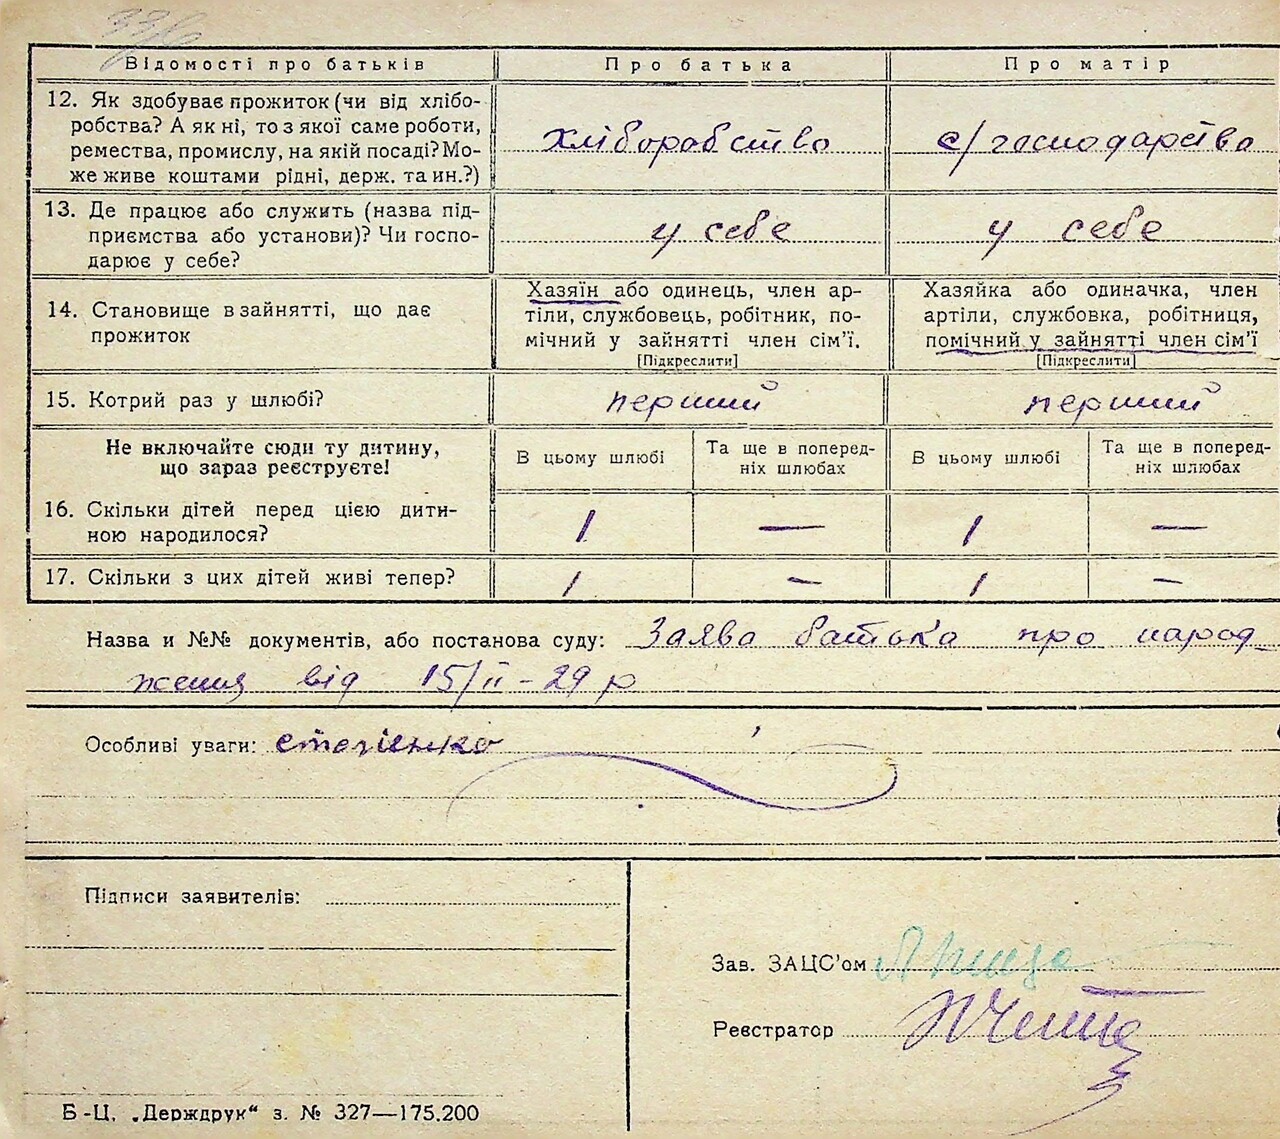 Відомості про батьків Про батька Про матір
12. Як здобуває прожиток (чи від хлібо-
робства? А як ні, то з якої саме роботи,
ремества, промислу, на якій посаді? Мо-
же живе коштами рідні, держ. та ин.?)
хліборобство с/господарство
13. Де працює або служить (назва під-
приємства або установи)? Чи госпо-
дарює у себе?
у себе у себе
14. Становище в зайнятті, що дає
прожиток
Хазяїн або одинець, член ар-
тіли, службовець, робітник, по-
мічний у зайнятті член сім'ї.
[Підкреслити]
Хазяйка або одиначка, член
артіли, службовка, робітниця,
помічний у зайнятті член сім'ї
[Підкреслити]
15. Котрий раз у шлюбі? перший перший
Не включайте сюди ту дитину,
що зараз реєструєте!
В цьому шлюбі
Та ще в поперед-
ніх шлюбах
В цьому шлюбі
Та ще в поперед-
ніх шлюбах
16. Скільки дітей перед цією дити-
ною народилося?
1 — 1 —
17. Скільки з цих дітей живі тепер? 1 — 1 —
Назва и №№ документів, або постанова суду: Заява батька про народ
ження від 15/II-29 р
Особливі уваги:
Підписи заявителів:
Зав. ЗАЦС'ом
Реєстратор
Б-Ц. „Держдрук" з. № 327—175.200